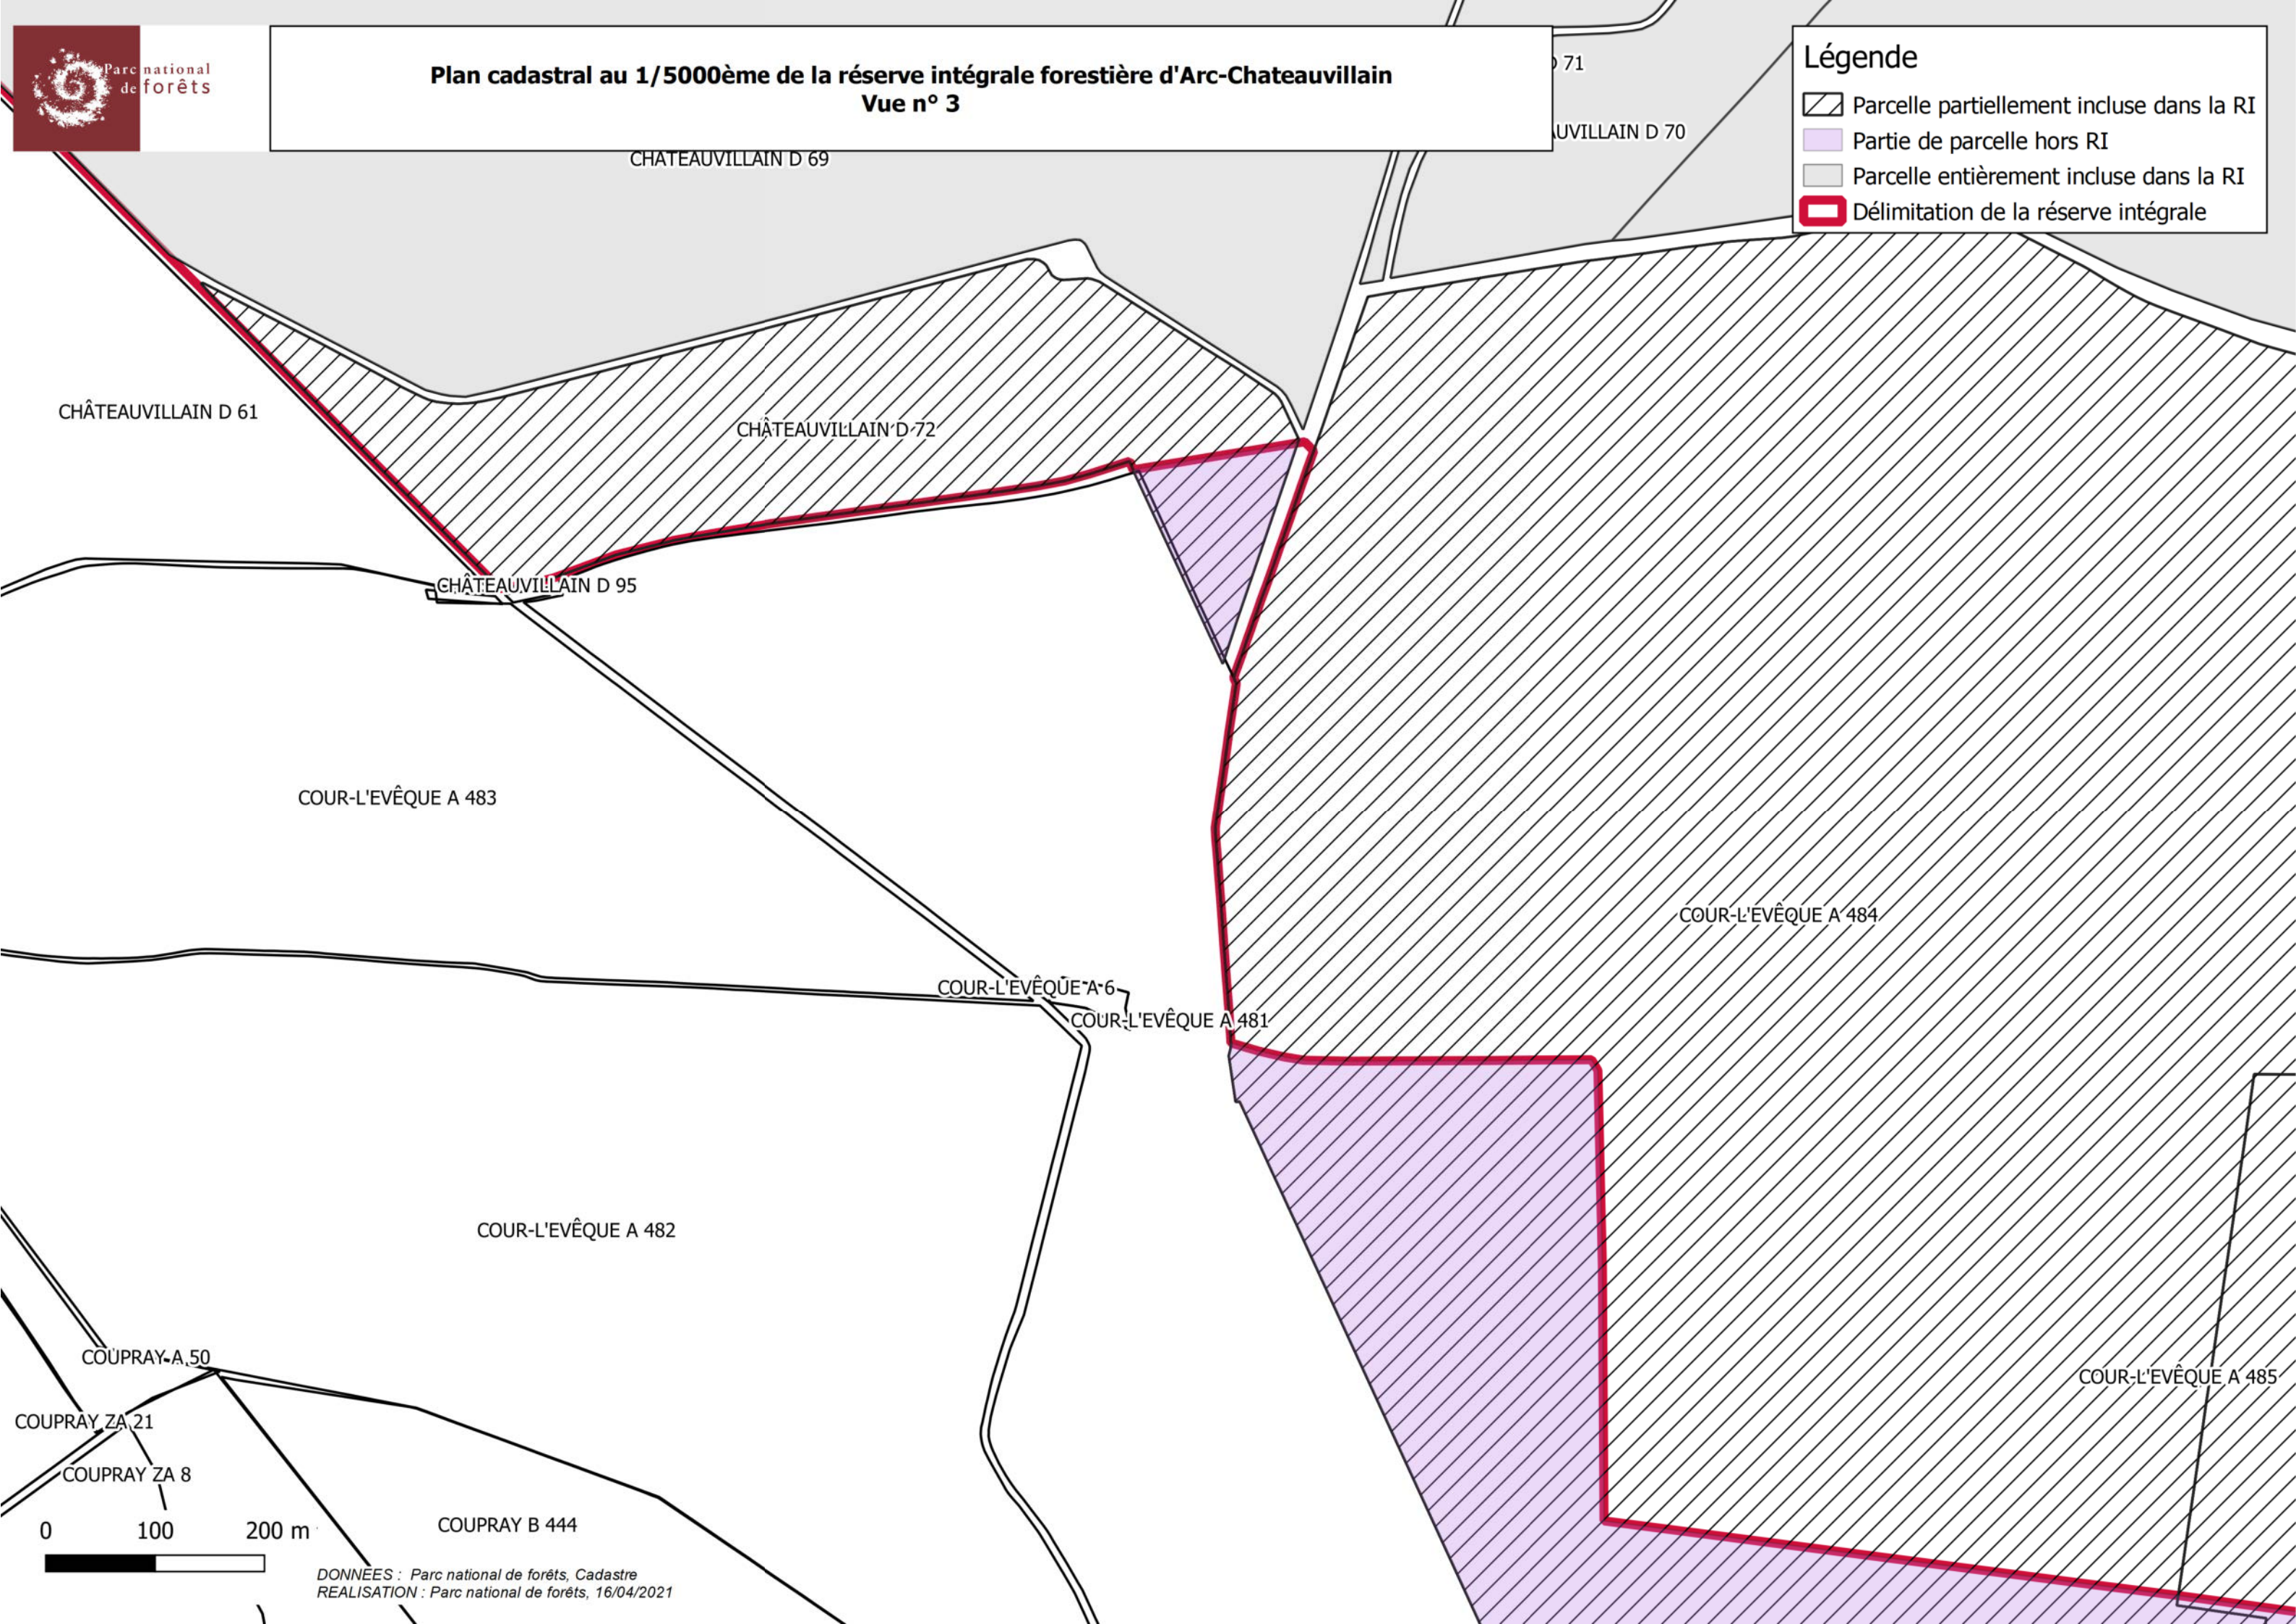 Parc national
de forêts
Plan cadastral au 1/5000ème de la réserve intégrale forestière d'Arc-Chateauvillain
Vue n° 3
Légende
Parcelle partiellement incluse dans la RI
Partie de parcelle hors RI
Parcelle entièrement incluse dans la RI
Délimitation de la réserve intégrale
71
UVILLAIN D 70
CHÂTEAUVILLAIN D 69
CHÂTEAUVILLAIN D 61
CHÂTEAUVILLAIN D 72
CHÂTEAUVILLAIN D 95
COUR-L'EVÊQUE A 483
COUR-L'EVÊQUE A 484
COUR-L'EVÊQUE A 6
COUR-L'EVÊQUE A 481
COUR-L'EVÊQUE A 482
COUPRAY A 50
COUR-L'EVÊQUE A 485
COUPRAY ZA 21
COUPRAY ZA 8
COUPRAY B 444
0 100 200 m
DONNEES : Parc national de forêts, Cadastre
REALISATION : Parc national de forêts, 16/04/2021